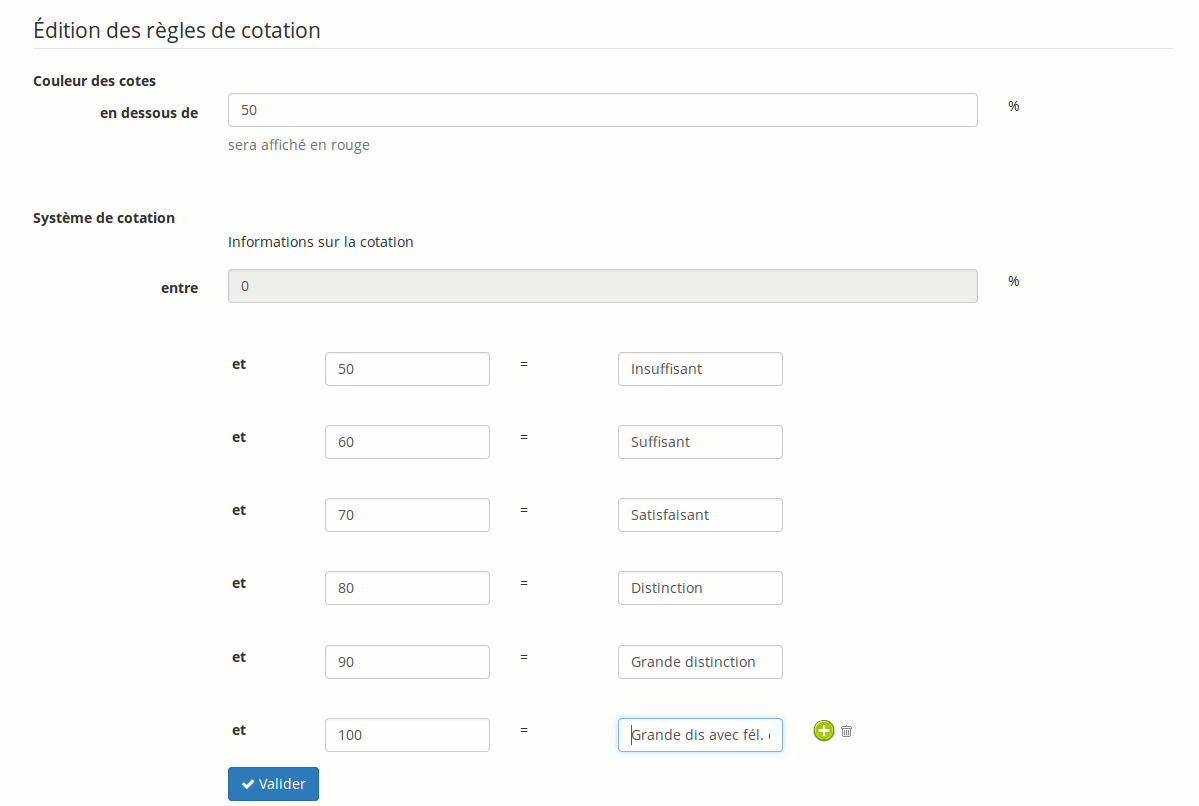 Édition des règles de cotation
Couleur des cotes
en dessous de 50 %
sera affiché en rouge
Système de cotation
Informations sur la cotation
entre 0 %
et 50 = Insuffisant
et 60 = Suffisant
et 70 = Satisfaisant
et 80 = Distinction
et 90 = Grande distinction
et 100 = Grande dis avec fél.
Valider